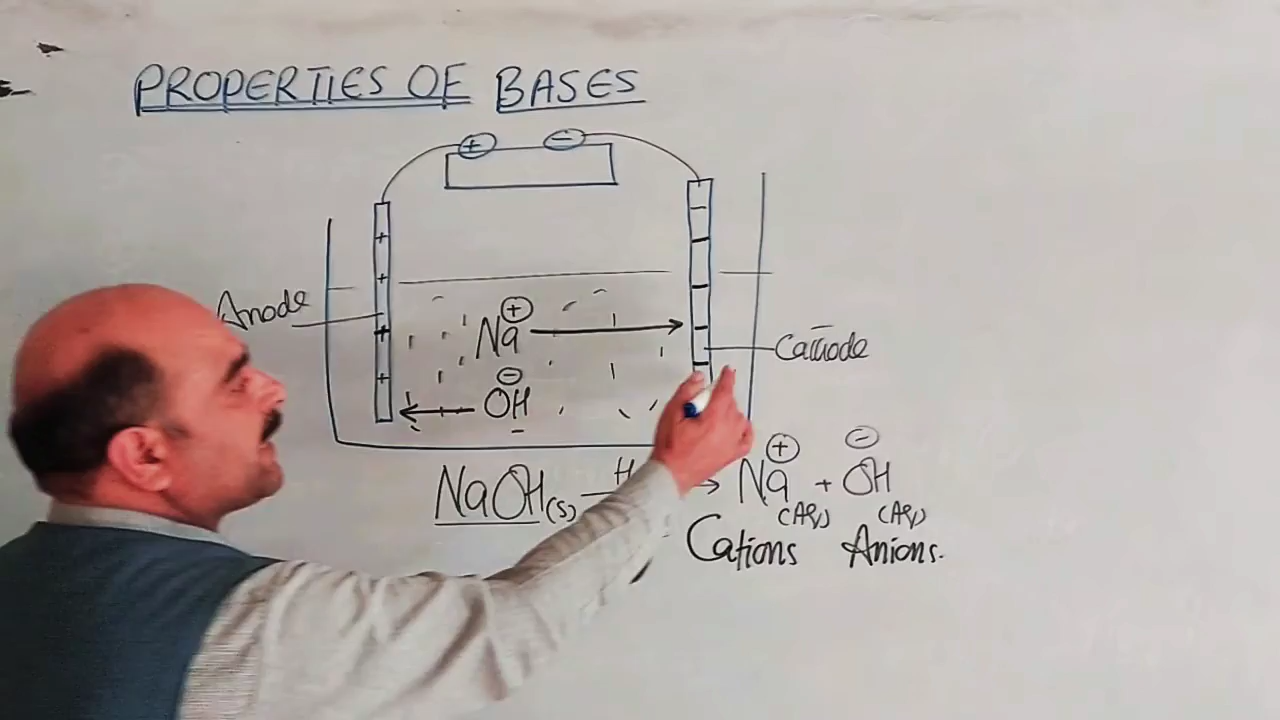 PROPERTIES OF BASES
+ −
Anode
Na+
Cathode
OH−
NaOH(s) H → Na+ (Aq) + OH− (Aq)
Cations Anions.